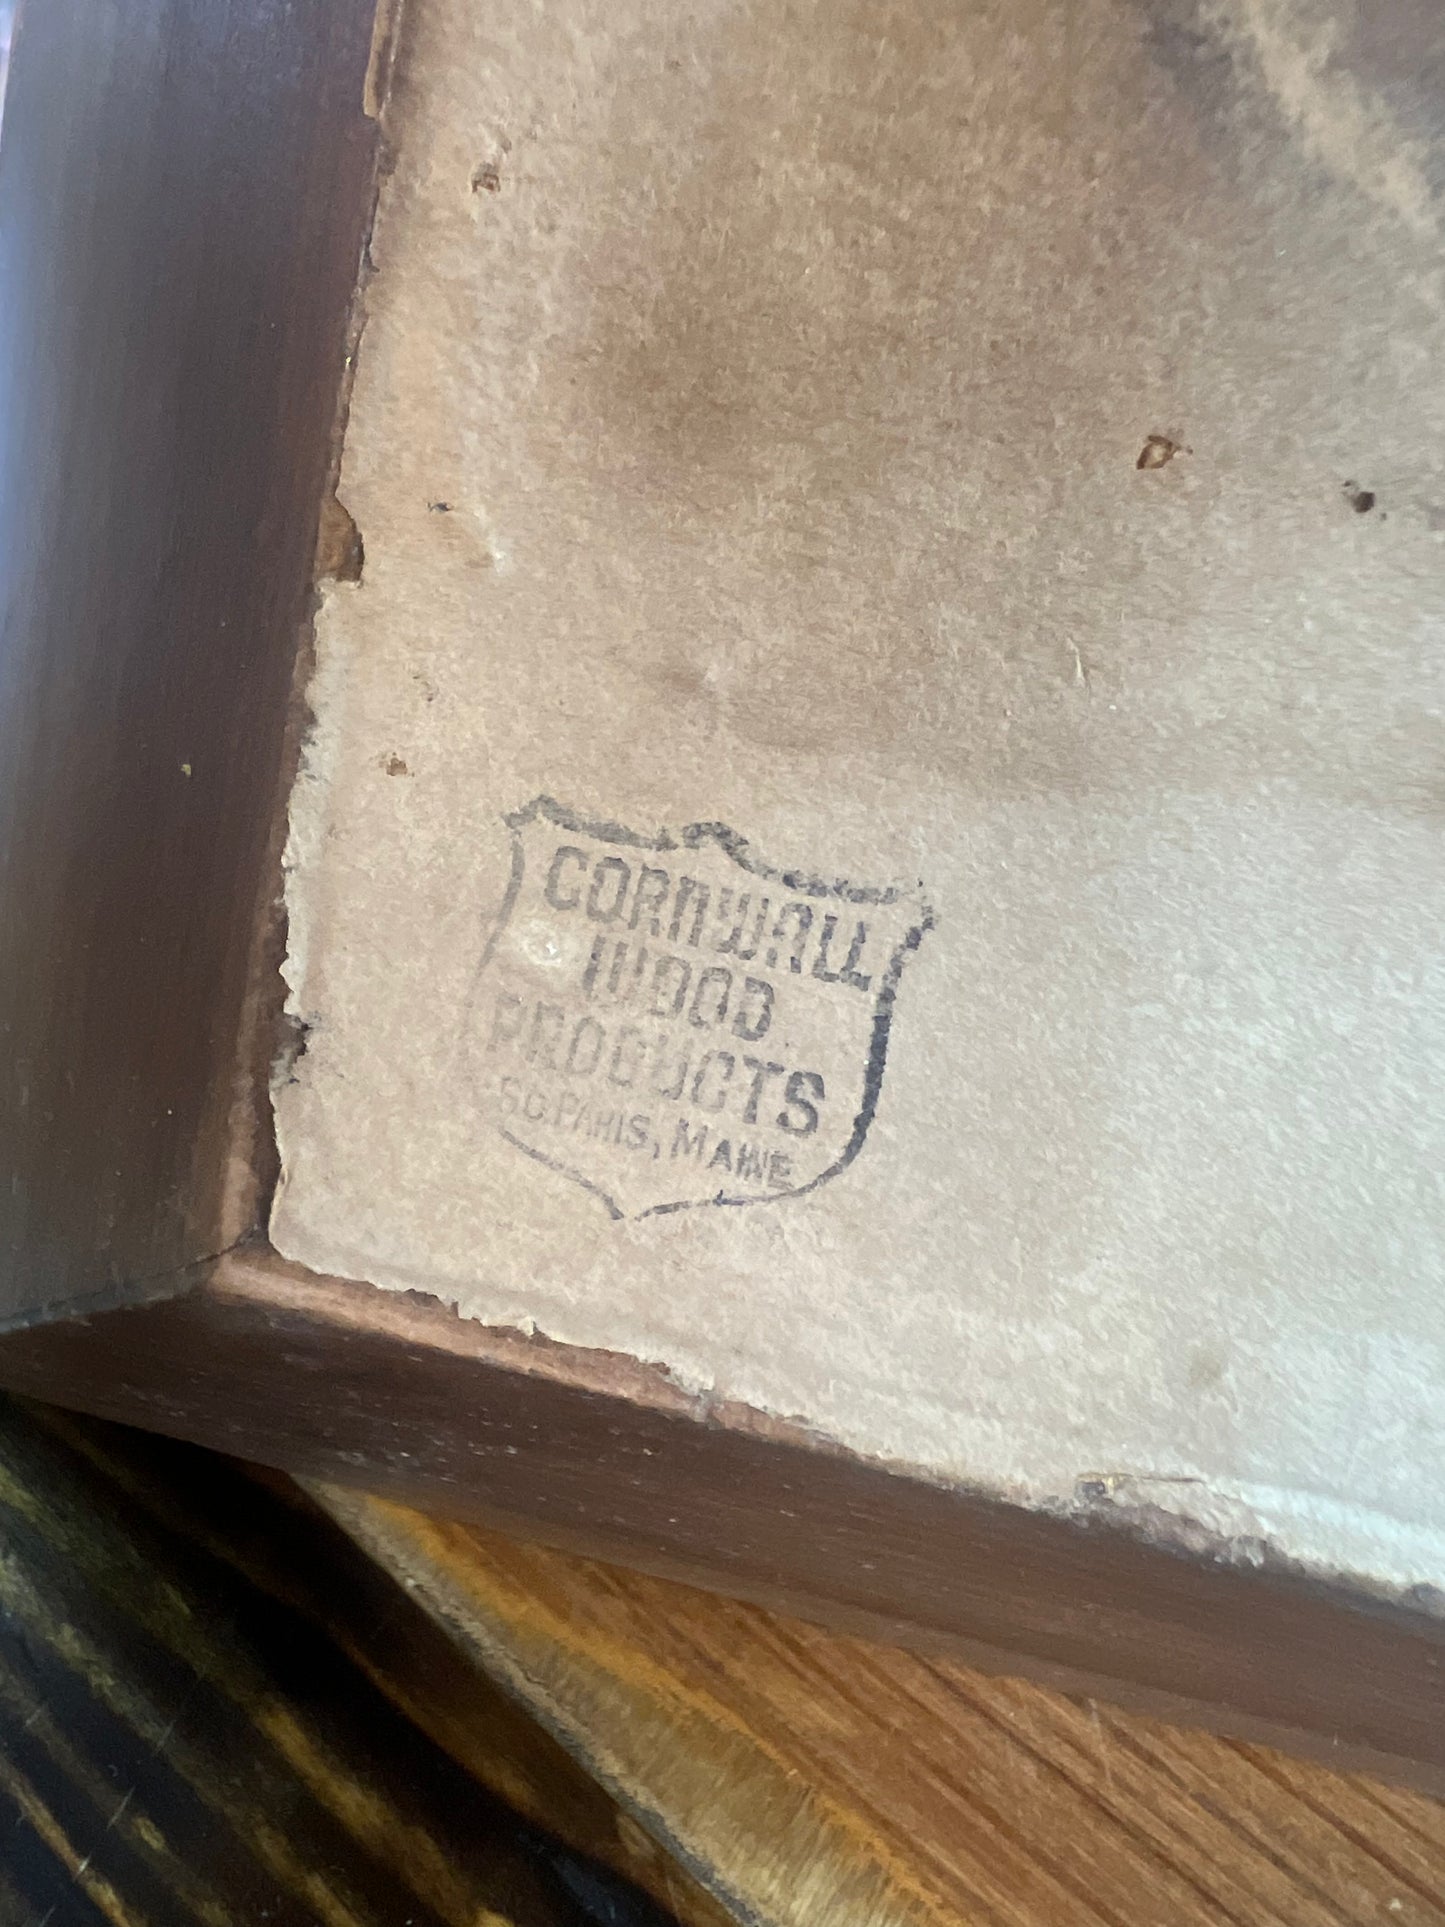 CORNWALL
WOOD
PRODUCTS
SO. PARIS, MAINE